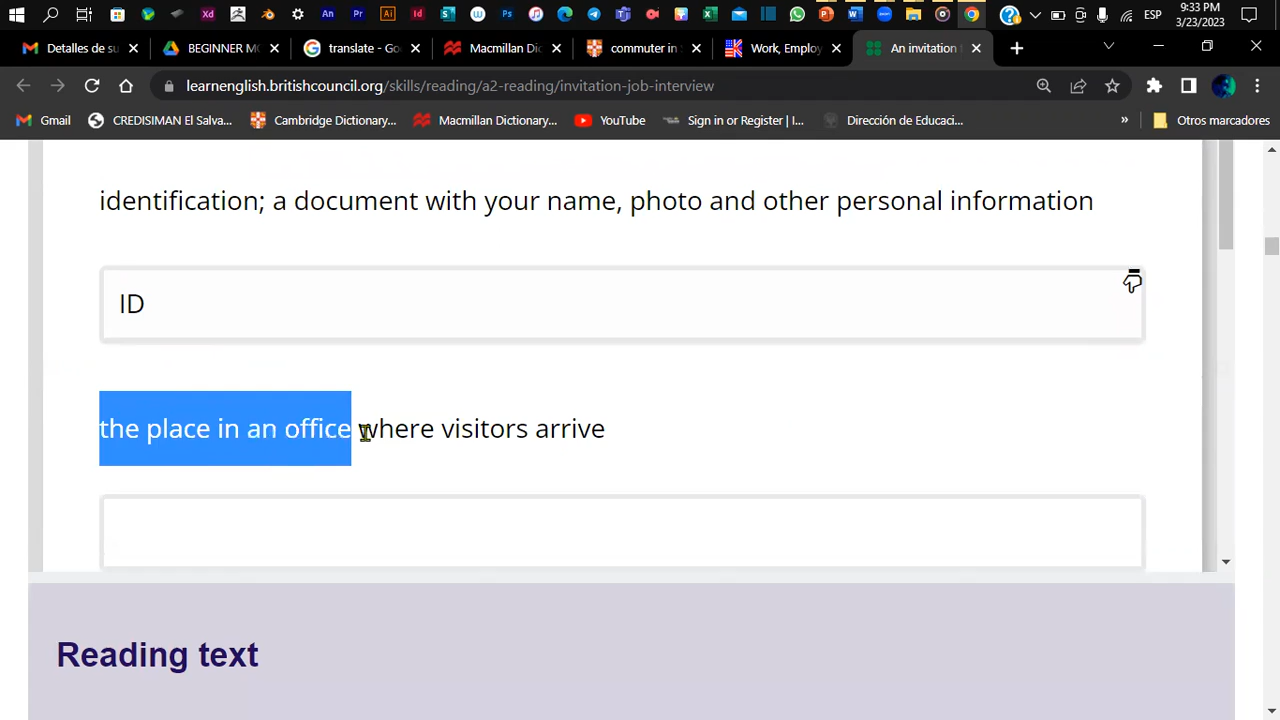 9:33 PM
ESP
3/23/2023
Detalles de su
BEGINNER MO
translate - Goo
Macmillan Dic
commuter in
Work, Employ
An invitation
learnenglish.britishcouncil.org/skills/reading/a2-reading/invitation-job-interview
Gmail
CREDISIMAN El Salva...
Cambridge Dictionary...
Macmillan Dictionary...
YouTube
Sign in or Register | I...
Dirección de Educaci...
»
Otros marcadores
identification; a document with your name, photo and other personal information
ID
the place in an office where visitors arrive
Reading text